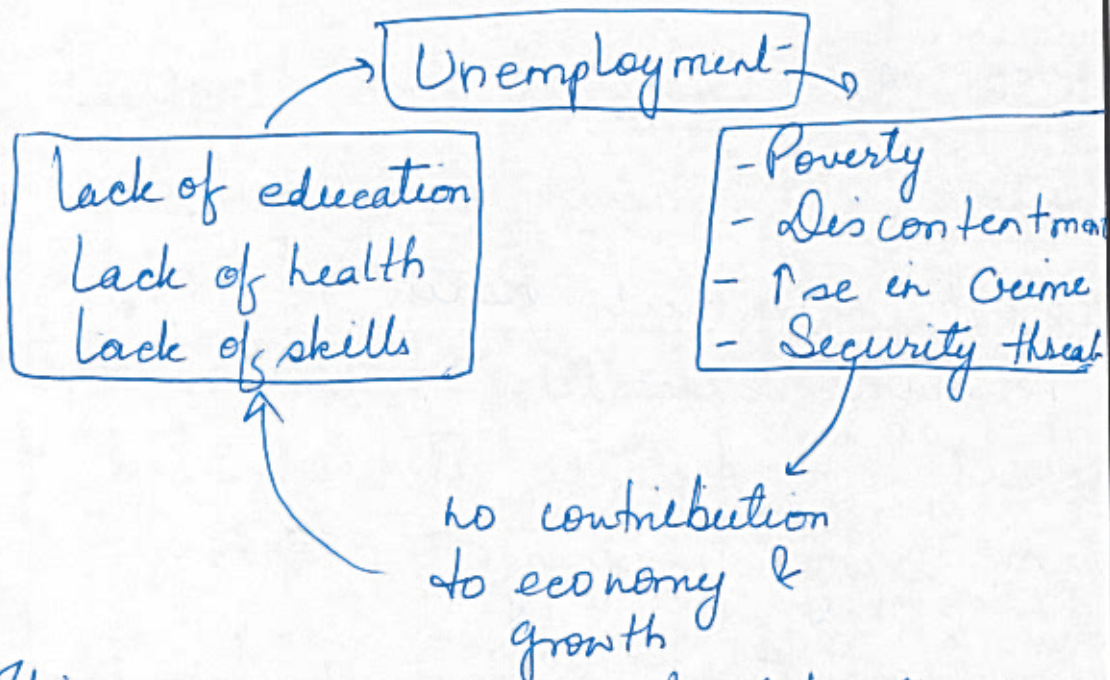 Unemployment
Lack of education
Lack of health
Lack of skills
- Poverty
- Discontentment
- ↑se in Crime
- Security threat
no contribution
to economy &
growth